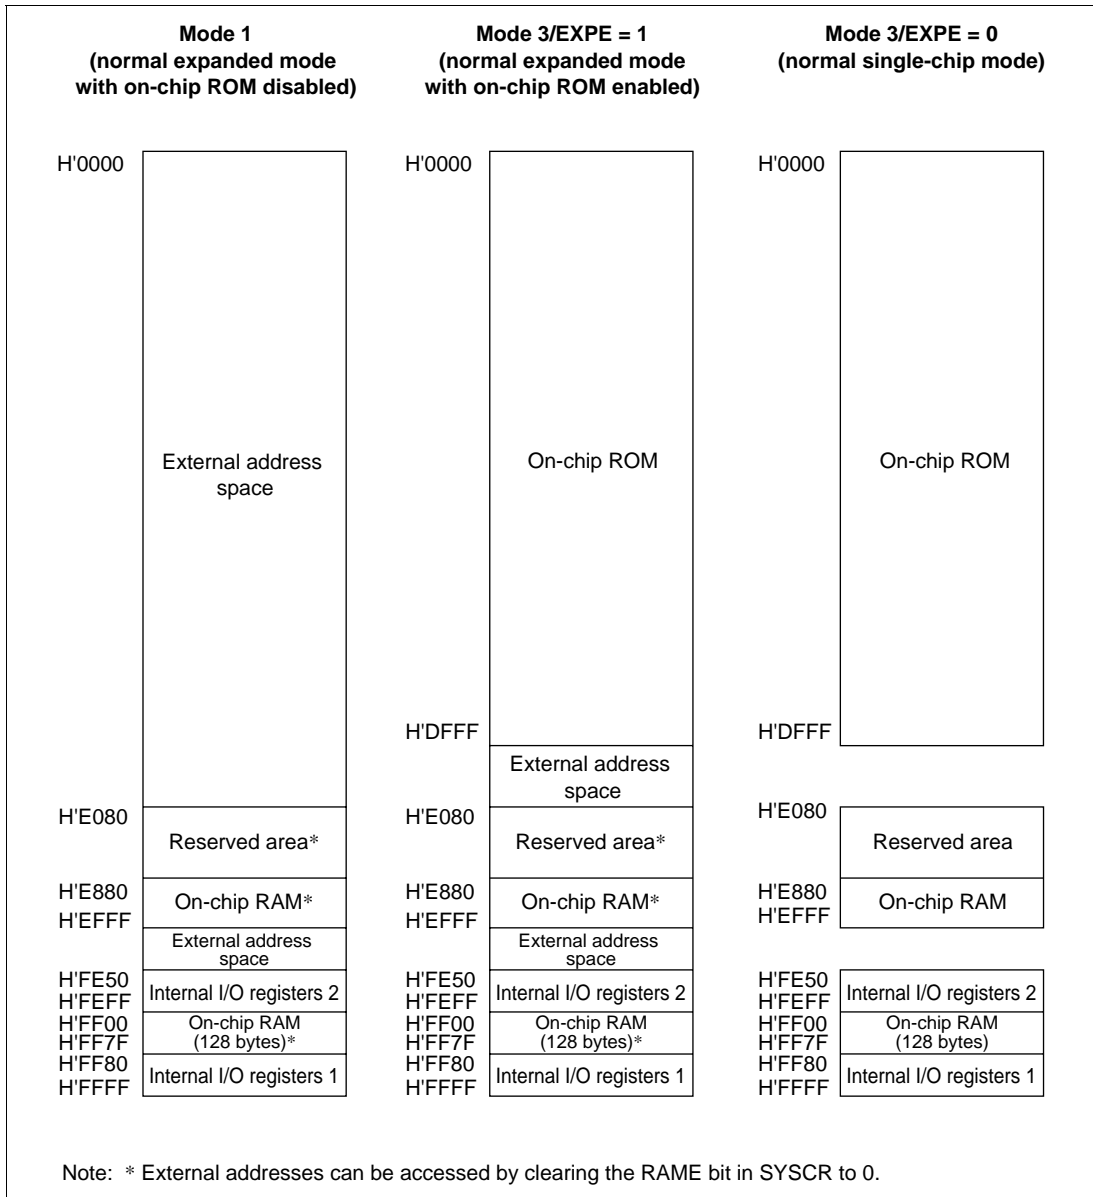 Mode 1
(normal expanded mode
with on-chip ROM disabled)
H'0000
External address
space
H'E080
Reserved area*
H'E880
On-chip RAM*
H'EFFF
External address
space
H'FE50
Internal I/O registers 2
H'FEFF
H'FF00
On-chip RAM
(128 bytes)*
H'FF7F
H'FF80
Internal I/O registers 1
H'FFFF
Mode 3/EXPE = 1
(normal expanded mode
with on-chip ROM enabled)
H'0000
On-chip ROM
H'DFFF
External address
space
H'E080
Reserved area*
H'E880
On-chip RAM*
H'EFFF
External address
space
H'FE50
Internal I/O registers 2
H'FEFF
H'FF00
On-chip RAM
(128 bytes)*
H'FF7F
H'FF80
Internal I/O registers 1
H'FFFF
Mode 3/EXPE = 0
(normal single-chip mode)
H'0000
On-chip ROM
H'DFFF
H'E080
Reserved area
H'E880
On-chip RAM
H'EFFF
H'FE50
Internal I/O registers 2
H'FEFF
H'FF00
On-chip RAM
(128 bytes)
H'FF7F
H'FF80
Internal I/O registers 1
H'FFFF
Note: * External addresses can be accessed by clearing the RAME bit in SYSCR to 0.